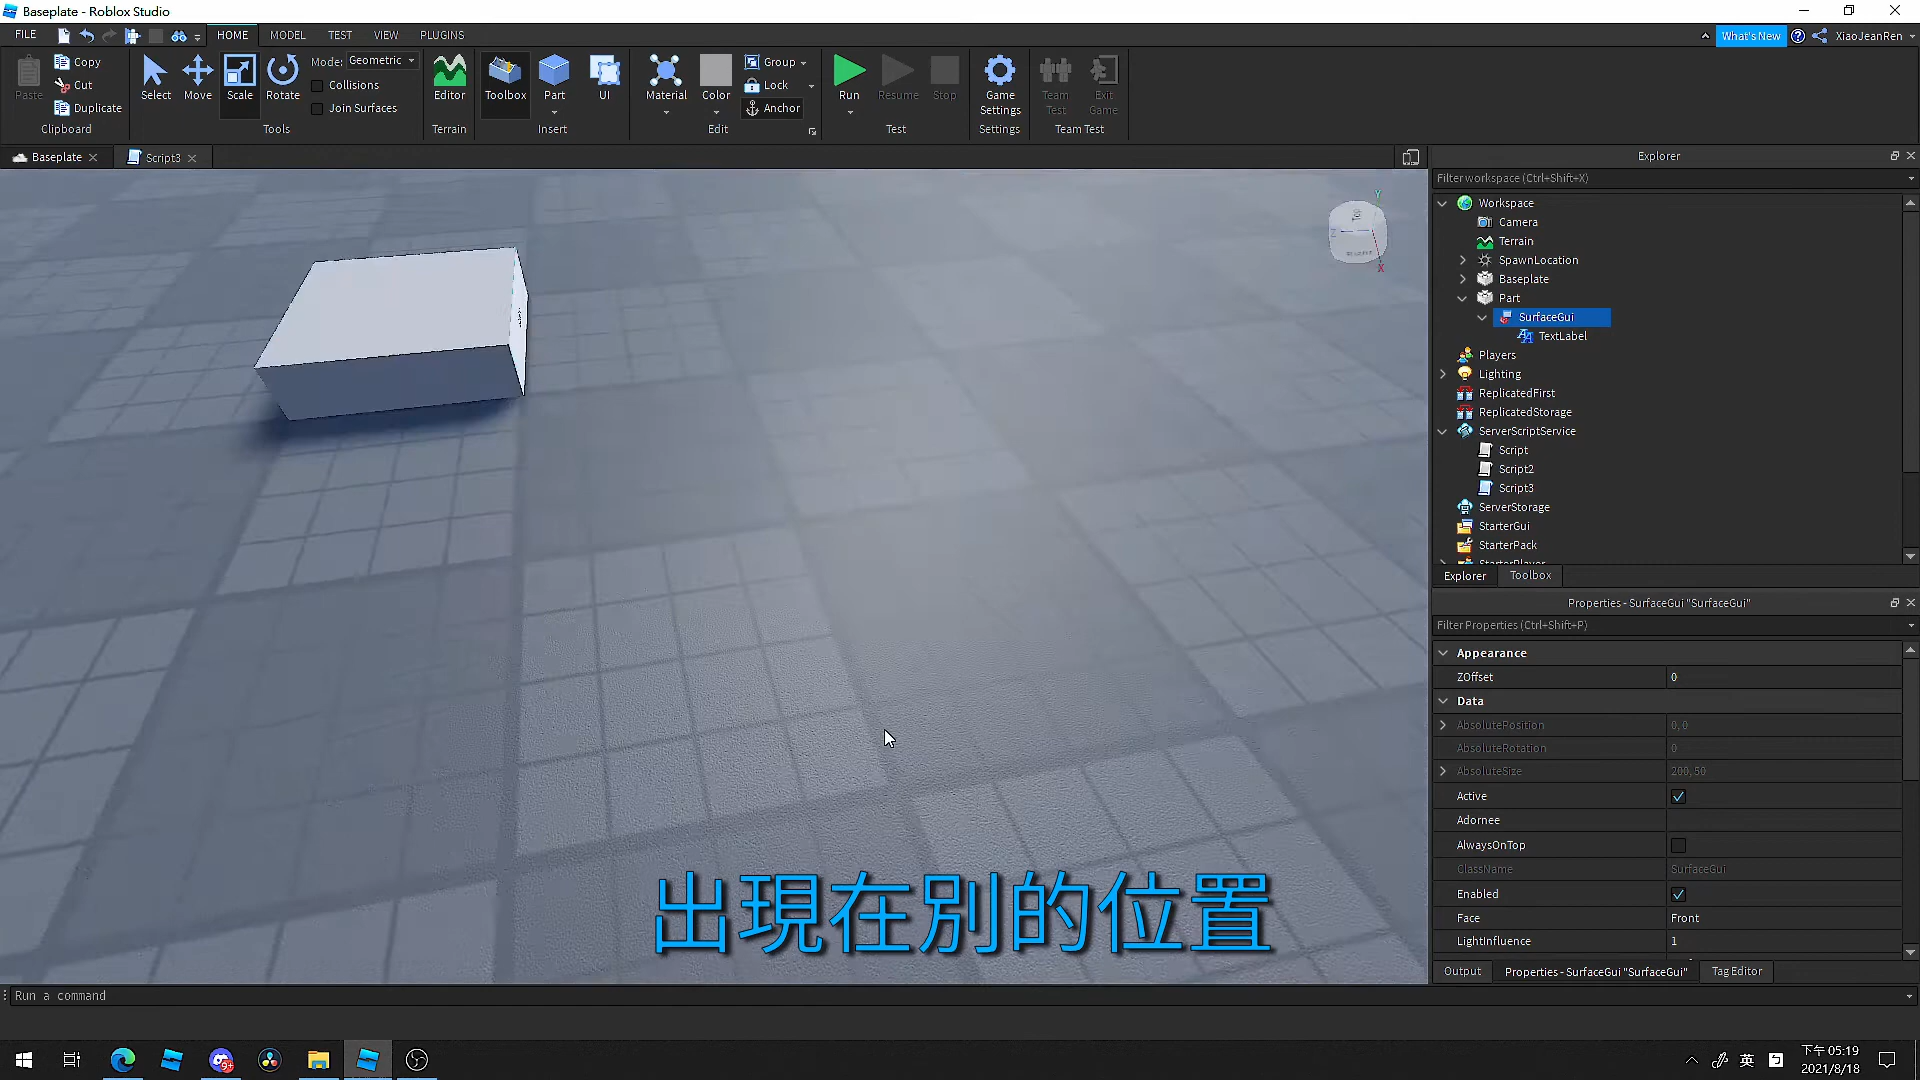 Baseplate - Roblox Studio
FILE
HOME
MODEL
TEST
VIEW
PLUGINS
What's New
XiaoJeanRen
Paste
Copy
Cut
Duplicate
Clipboard
Select
Move
Scale
Rotate
Mode: Geometric
Collisions
Join Surfaces
Tools
Editor
Terrain
Toolbox
Part
UI
Insert
Material
Color
Group
Lock
Anchor
Edit
Run
Resume
Stop
Test
Game Settings
Settings
Team Test
Exit Game
Team Test
Baseplate
Script3
Explorer
Filter workspace (Ctrl+Shift+X)
Workspace
Camera
Terrain
SpawnLocation
Baseplate
Part
SurfaceGui
TextLabel
Players
Lighting
ReplicatedFirst
ReplicatedStorage
ServerScriptService
Script
Script2
Script3
ServerStorage
StarterGui
StarterPack
StarterPlayer
Explorer
Toolbox
Properties - SurfaceGui "SurfaceGui"
Filter Properties (Ctrl+Shift+P)
Appearance
ZOffset 0
Data
AbsolutePosition 0, 0
AbsoluteRotation 0
AbsoluteSize 200, 50
Active
Adornee
AlwaysOnTop
ClassName SurfaceGui
Enabled
Face Front
LightInfluence 1
Output
Properties - SurfaceGui "SurfaceGui"
Tag Editor
Y
Z
X
出現在別的位置
Run a command
9+
英
下午 05:19
2021/8/18